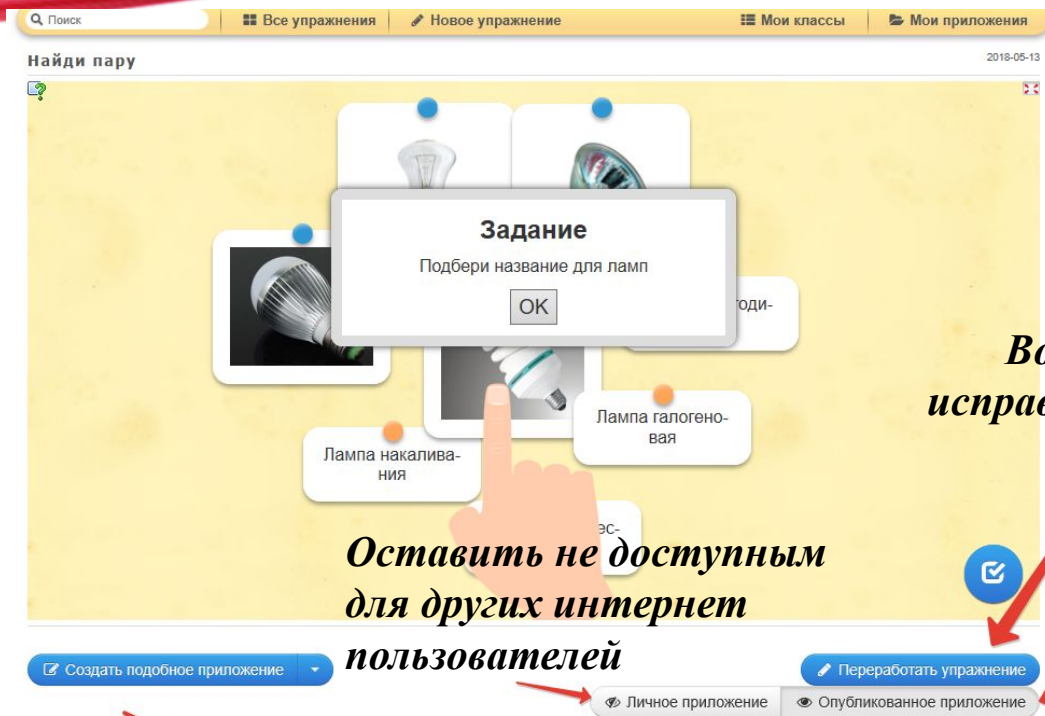 Поиск
Все упражнения
Новое упражнение
Мои классы
Мои приложения
Найди пару
2018-05-13
Задание
Подбери название для ламп
OK
Лампа галогено-
вая
Лампа накалива-
ния
Оставить не доступным
для других интернет
пользователей
Создать подобное приложение
Переработать упражнение
Личное приложение
Опубликованное приложение